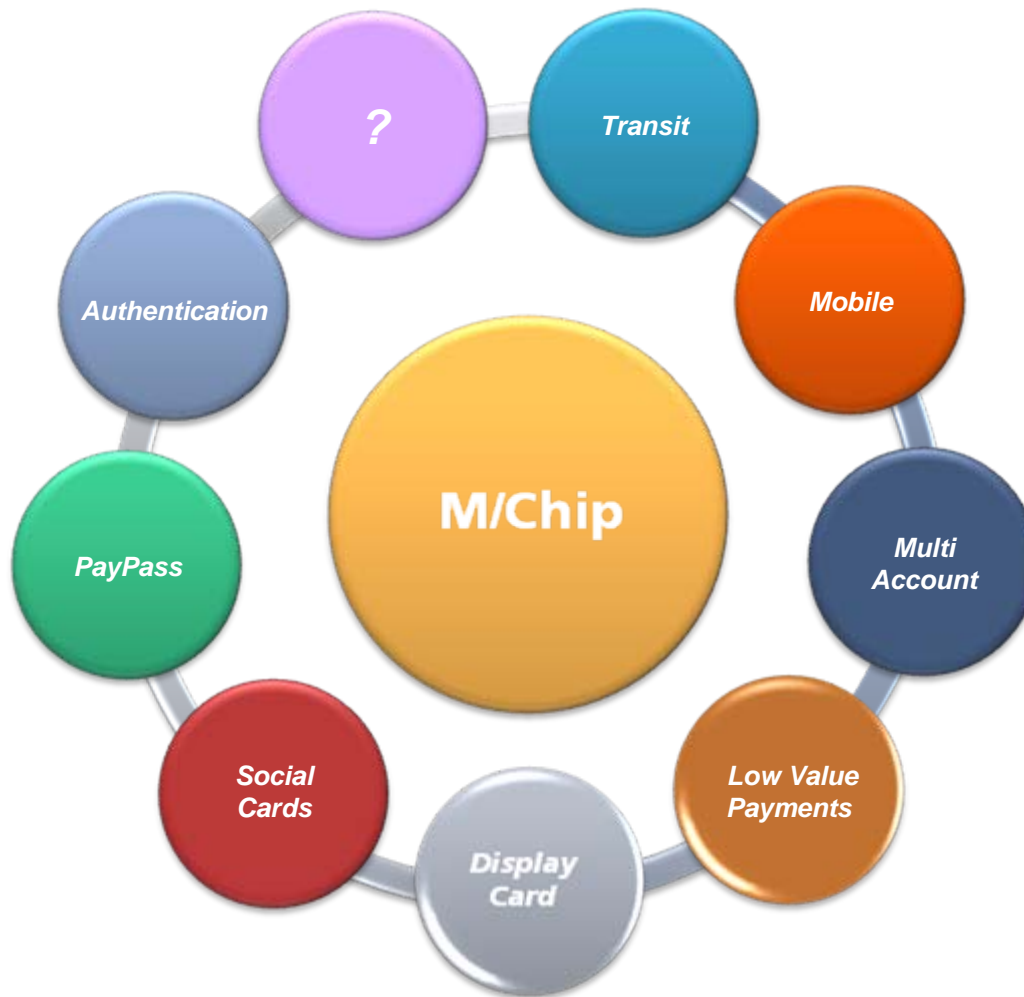 ?
Transit
Mobile
Authentication
M/Chip
Multi
Account
PayPass
Social
Cards
Low Value
Payments
Display
Card